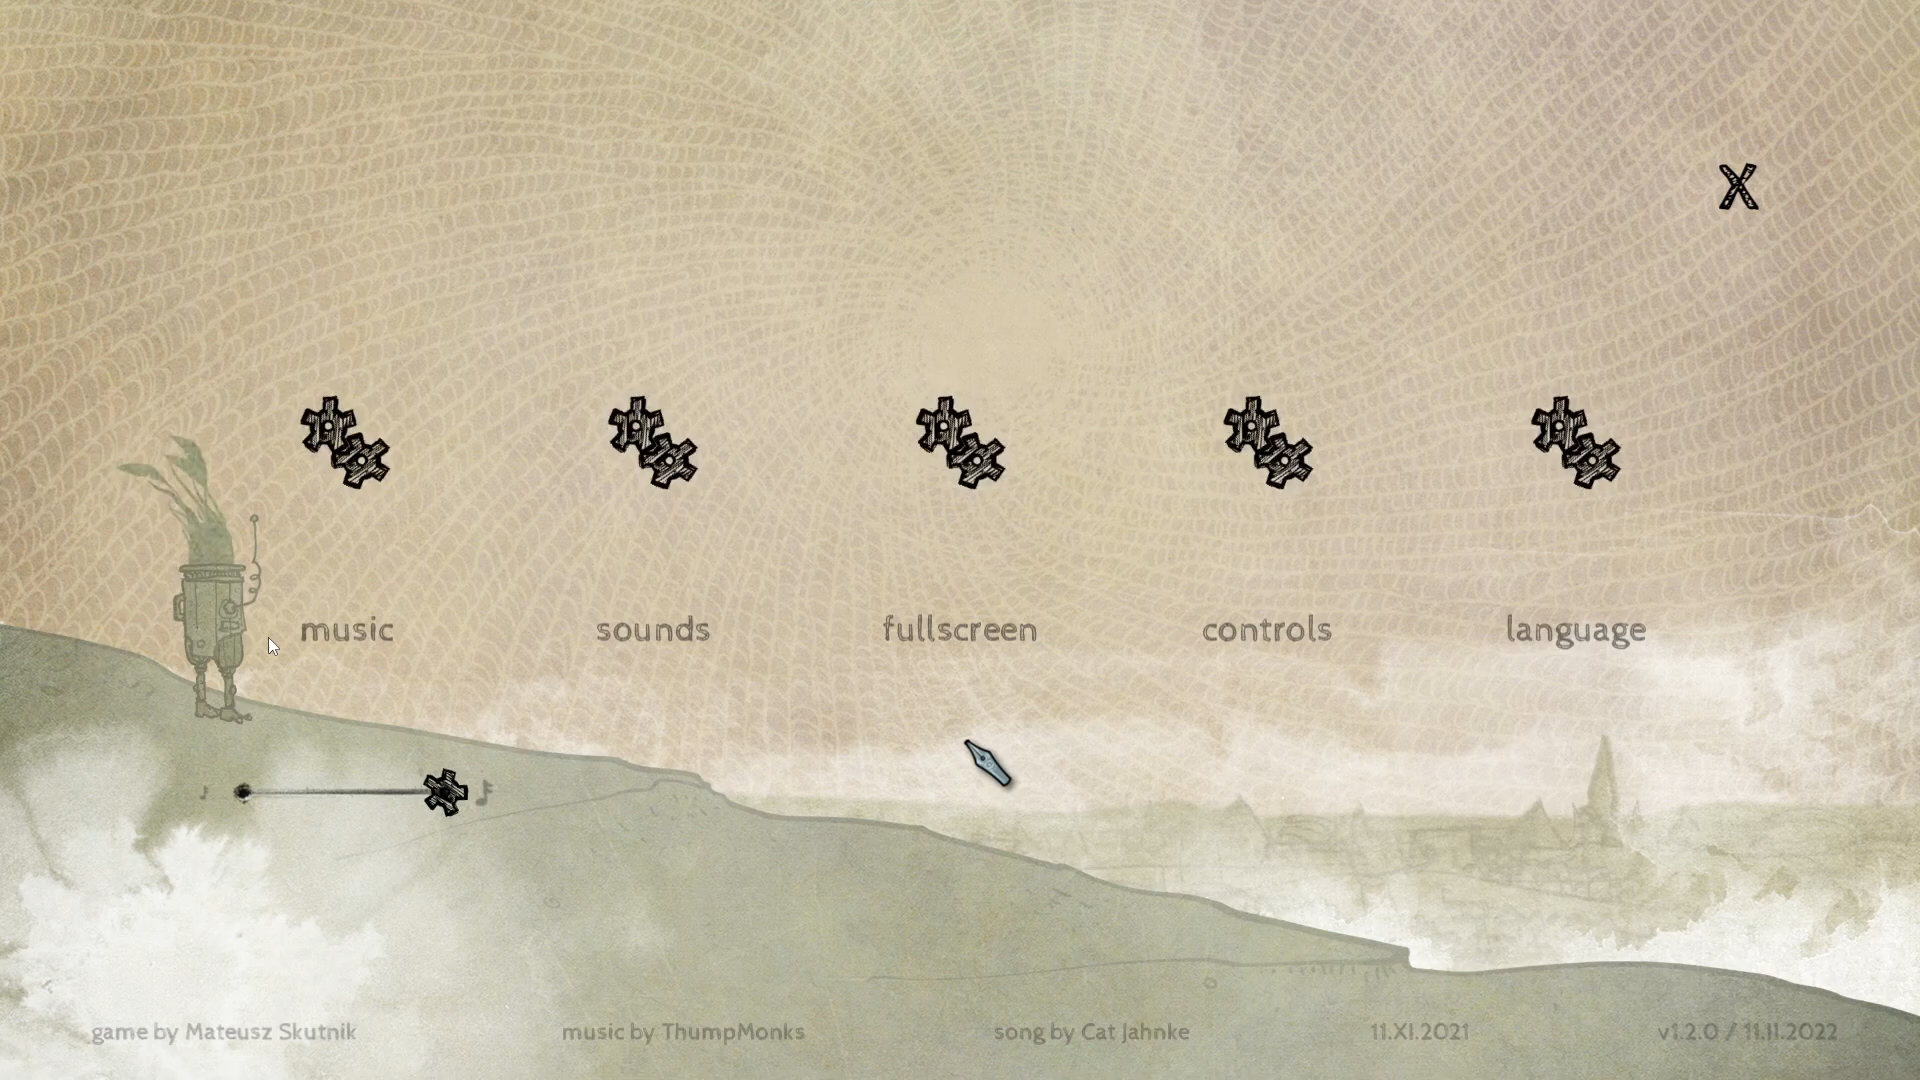 X
music
sounds
fullscreen
controls
language
game by Mateusz Skutnik
music by ThumpMonks
song by Cat Jahnke
11.XI.2021
v1.2.0 / 11.II.2022